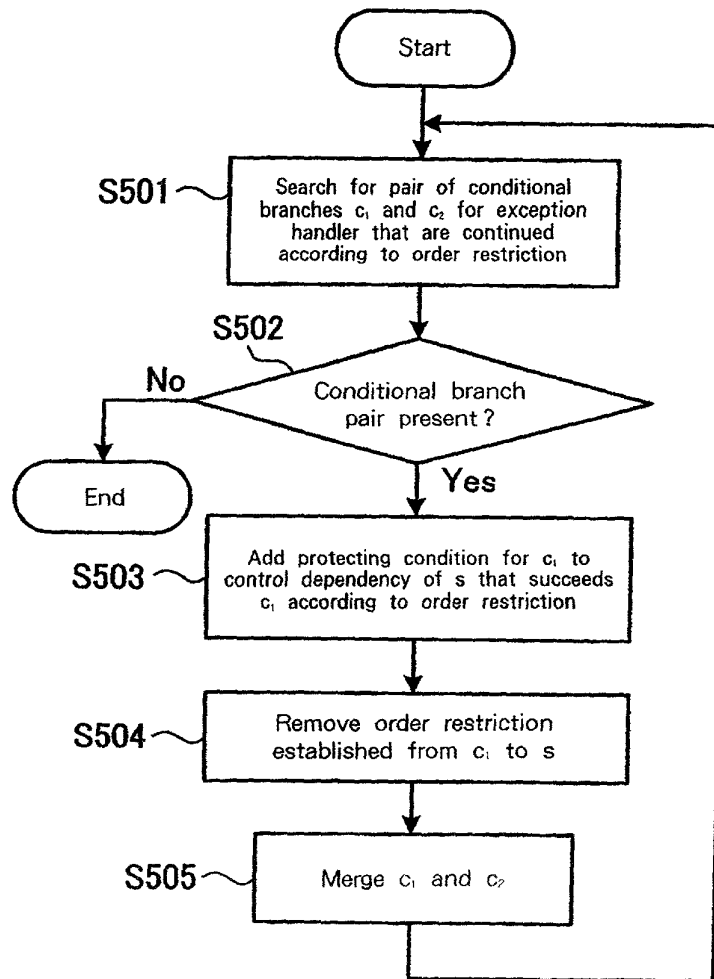 Start
S501
Search for pair of conditional
branches c₁ and c₂ for exception
handler that are continued
according to order restriction
S502
No
Conditional branch
pair present?
End
Yes
S503
Add protecting condition for c₁ to
control dependency of s that succeeds
c₁ according to order restriction
S504
Remove order restriction
established from c₁ to s
S505
Merge c₁ and c₂